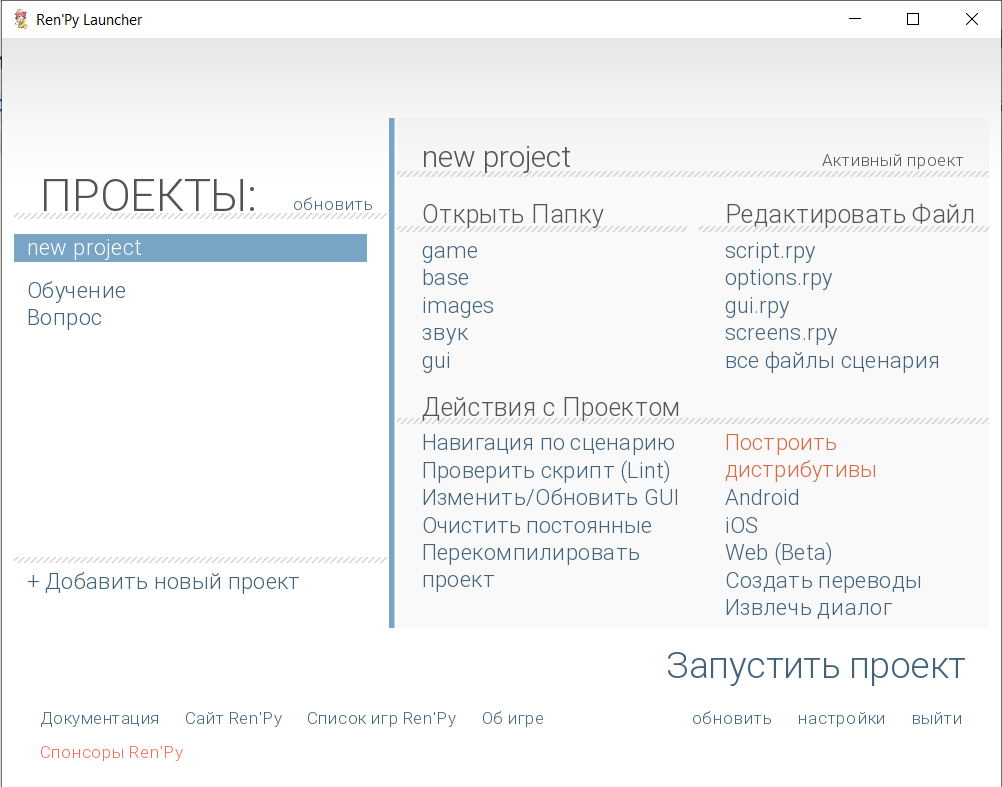 Ren'Py Launcher
ПРОЕКТЫ:
обновить
new project
Обучение
Вопрос
+ Добавить новый проект
new project
Активный проект
Открыть Папку
game
base
images
звук
gui
Редактировать Файл
script.rpy
options.rpy
gui.rpy
screens.rpy
все файлы сценария
Действия с Проектом
Навигация по сценарию
Проверить скрипт (Lint)
Изменить/Обновить GUI
Очистить постоянные
Перекомпилировать
проект
Построить
дистрибутивы
Android
iOS
Web (Beta)
Создать переводы
Извлечь диалог
Запустить проект
Документация
Сайт Ren'Py
Список игр Ren'Py
Об игре
обновить
настройки
выйти
Спонсоры Ren'Py